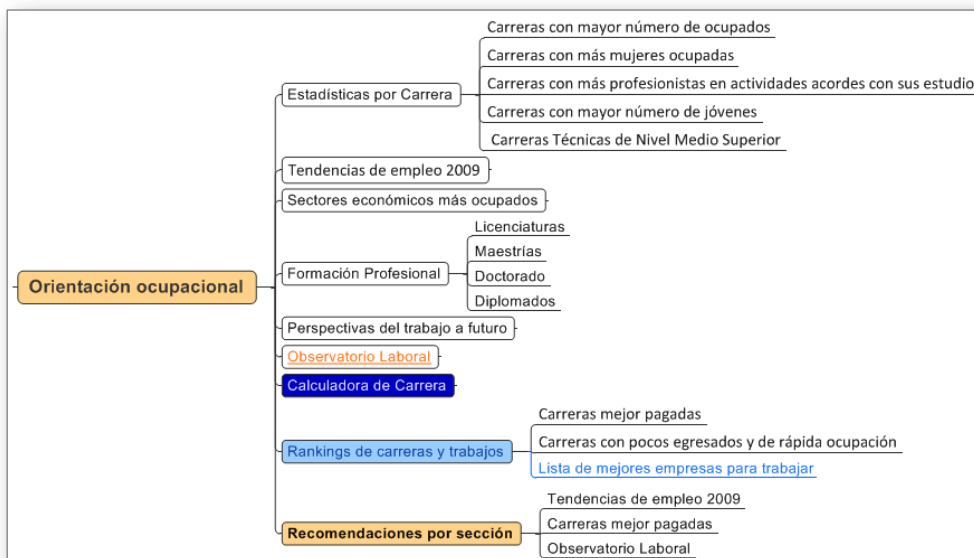 Orientación ocupacional
Estadísticas por Carrera
Carreras con mayor número de ocupados
Carreras con más mujeres ocupadas
Carreras con más profesionistas en actividades acordes con sus estudio
Carreras con mayor número de jóvenes
Carreras Técnicas de Nivel Medio Superior
Tendencias de empleo 2009
Sectores económicos más ocupados
Formación Profesional
Licenciaturas
Maestrías
Doctorado
Diplomados
Perspectivas del trabajo a futuro
Observatorio Laboral
Calculadora de Carrera
Rankings de carreras y trabajos
Carreras mejor pagadas
Carreras con pocos egresados y de rápida ocupación
Lista de mejores empresas para trabajar
Recomendaciones por sección
Tendencias de empleo 2009
Carreras mejor pagadas
Observatorio Laboral